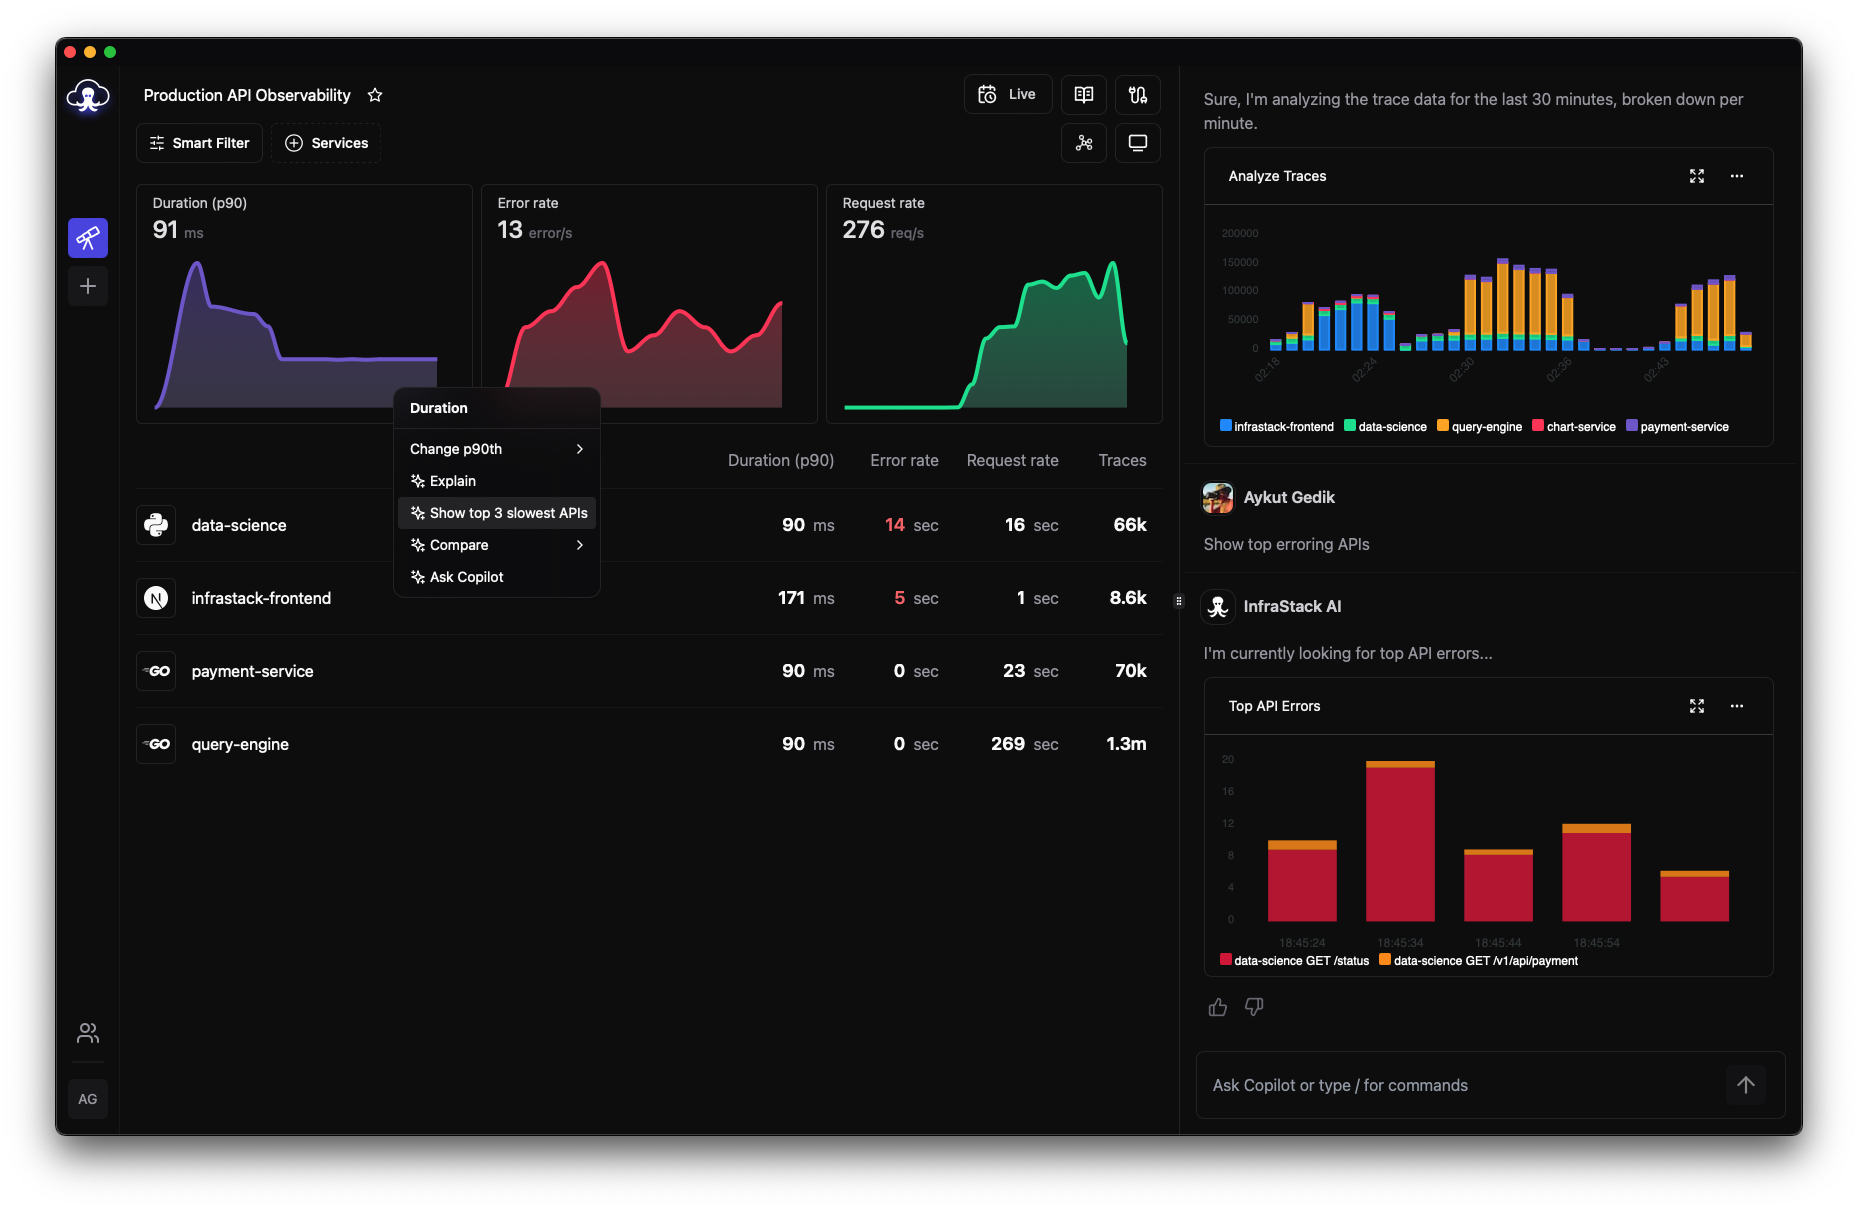 Production API Observability
Live
Smart Filter
Services
Duration (p90)
91 ms
Error rate
13 error/s
Request rate
276 req/s
Duration
Change p90th
Explain
Show top 3 slowest APIs
Compare
Ask Copilot
Duration (p90) Error rate Request rate Traces
data-science 90 ms 14 sec 16 sec 66k
N
infrastack-frontend 171 ms 5 sec 1 sec 8.6k
GO
payment-service 90 ms 0 sec 23 sec 70k
GO
query-engine 90 ms 0 sec 269 sec 1.3m
AG
Sure, I'm analyzing the trace data for the last 30 minutes, broken down per
minute.
Analyze Traces
200000
150000
100000
50000
0
02:18 02:24 02:30 02:36 02:43
infrastack-frontend data-science query-engine chart-service payment-service
Aykut Gedik
Show top erroring APIs
InfraStack AI
I'm currently looking for top API errors...
Top API Errors
20
16
12
8
4
0
18:45:24 18:45:34 18:45:44 18:45:54
data-science GET /status data-science GET /v1/api/payment
Ask Copilot or type / for commands